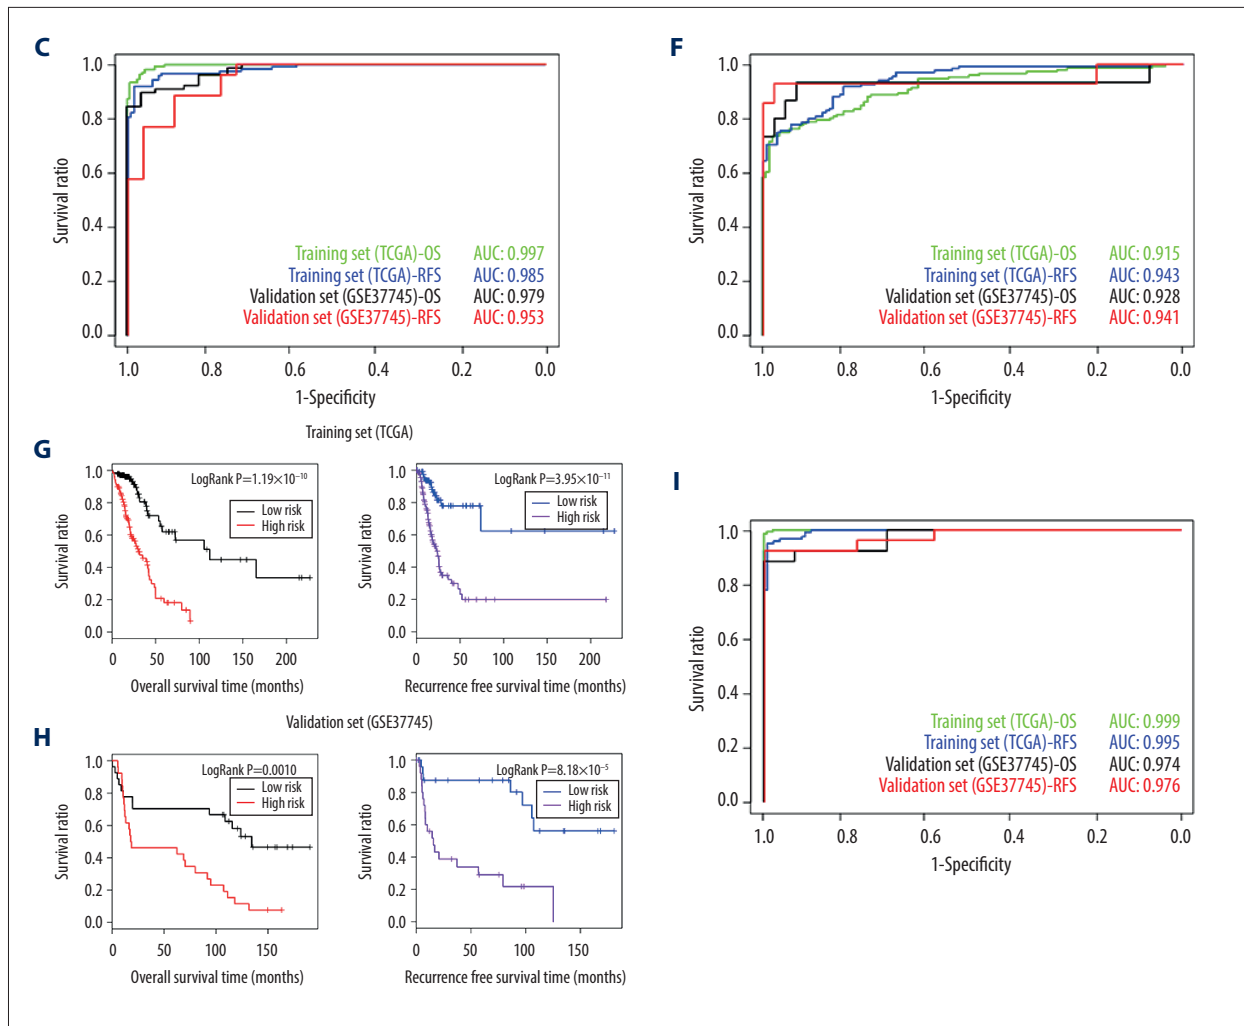 C
1.0
0.8
0.6
0.4
0.2
0.0
Survival ratio
Training set (TCGA)-OS AUC: 0.997
Training set (TCGA)-RFS AUC: 0.985
Validation set (GSE37745)-OS AUC: 0.979
Validation set (GSE37745)-RFS AUC: 0.953
1.0 0.8 0.6 0.4 0.2 0.0
1-Specificity
F
1.0
0.8
0.6
0.4
0.2
0.0
Survival ratio
Training set (TCGA)-OS AUC: 0.915
Training set (TCGA)-RFS AUC: 0.943
Validation set (GSE37745)-OS AUC: 0.928
Validation set (GSE37745)-RFS AUC: 0.941
1.0 0.8 0.6 0.4 0.2 0.0
1-Specificity
Training set (TCGA)
G
1.0
0.8
0.6
0.4
0.2
0.0
Survival ratio
LogRank P=1.19×10⁻¹⁰
Low risk
High risk
0 50 100 150 200
Overall survival time (months)
1.0
0.8
0.6
0.4
0.2
0.0
Survival ratio
LogRank P=3.95×10⁻¹¹
Low risk
High risk
0 50 100 150 200
Recurrence free survival time (months)
Validation set (GSE37745)
H
1.0
0.8
0.6
0.4
0.2
0.0
Survival ratio
LogRank P=0.0010
Low risk
High risk
0 50 100 150
Overall survival time (months)
1.0
0.8
0.6
0.4
0.2
0.0
Survival ratio
LogRank P=8.18×10⁻⁵
Low risk
High risk
0 50 100 150
Recurrence free survival time (months)
I
1.0
0.8
0.6
0.4
0.2
0.0
Survival ratio
Training set (TCGA)-OS AUC: 0.999
Training set (TCGA)-RFS AUC: 0.995
Validation set (GSE37745)-OS AUC: 0.974
Validation set (GSE37745)-RFS AUC: 0.976
1.0 0.8 0.6 0.4 0.2 0.0
1-Specificity